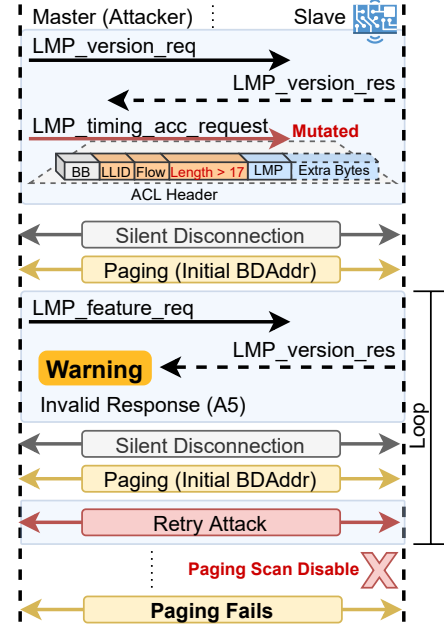 Master (Attacker) Slave
LMP_version_req
LMP_version_res
LMP_timing_acc_request Mutated
BB LLID Flow Length > 17 LMP Extra Bytes
ACL Header
Silent Disconnection
Paging (Initial BDAddr)
LMP_feature_req
LMP_version_res
Warning
Invalid Response (A5)
Loop
Silent Disconnection
Paging (Initial BDAddr)
Retry Attack
Paging Scan Disable
Paging Fails